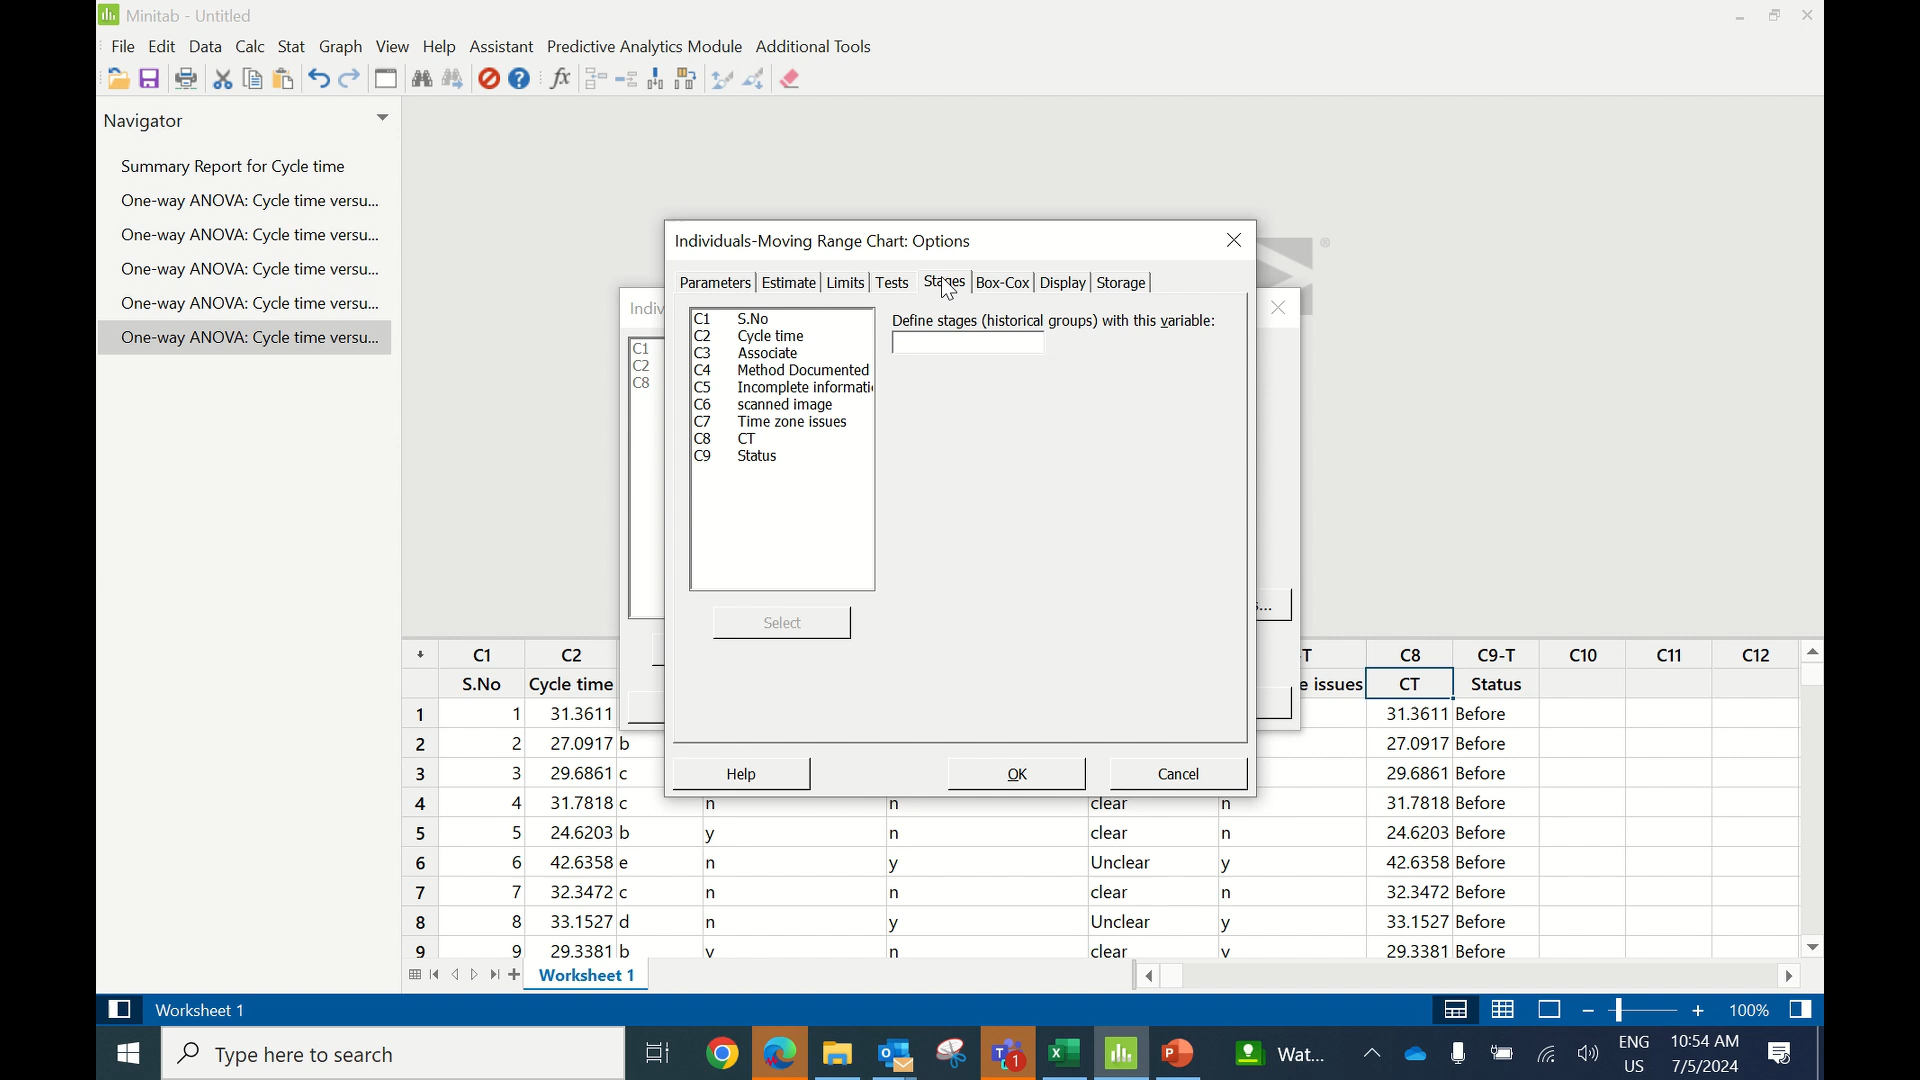 Minitab - Untitled
File Edit Data Calc Stat Graph View Help Assistant Predictive Analytics Module Additional Tools
Navigator
Summary Report for Cycle time
One-way ANOVA: Cycle time versu...
One-way ANOVA: Cycle time versu...
One-way ANOVA: Cycle time versu...
One-way ANOVA: Cycle time versu...
One-way ANOVA: Cycle time versu...
Individuals-Moving Range Chart: Options
Parameters Estimate Limits Tests Stages Box-Cox Display Storage
C1 S.No
C2 Cycle time
C3 Associate
C4 Method Documented
C5 Incomplete informati
C6 scanned image
C7 Time zone issues
C8 CT
C9 Status
Define stages (historical groups) with this variable:
Select
Help OK Cancel
Indiv
C1
C2
C8
s...
C1 C2 -T C8 C9-T C10 C11 C12
S.No Cycle time e issues CT Status
1 1 31.3611 31.3611 Before
2 2 27.0917 b 27.0917 Before
3 3 29.6861 c 29.6861 Before
4 4 31.7818 c n n clear n 31.7818 Before
5 5 24.6203 b y n clear n 24.6203 Before
6 6 42.6358 e n y Unclear y 42.6358 Before
7 7 32.3472 c n n clear n 32.3472 Before
8 8 33.1527 d n y Unclear y 33.1527 Before
9 9 29.3381 b y n clear y 29.3381 Before
Worksheet 1
Worksheet 1 100%
Type here to search
1
Wat...
ENG
US
10:54 AM
7/5/2024